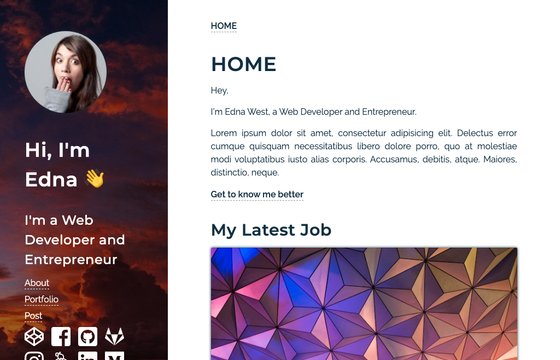 Hi, I'm
Edna 👋
I'm a Web
Developer and
Entrepreneur
About
Portfolio
Post
HOME
HOME
Hey,
I'm Edna West, a Web Developer and Entrepreneur.
Lorem ipsum dolor sit amet, consectetur adipisicing elit. Delectus error
cumque quisquam necessitatibus libero dolore porro, quo at molestiae
modi voluptatibus iusto alias corporis. Accusamus, debitis, atque. Maiores,
distinctio, neque.
Get to know me better
My Latest Job